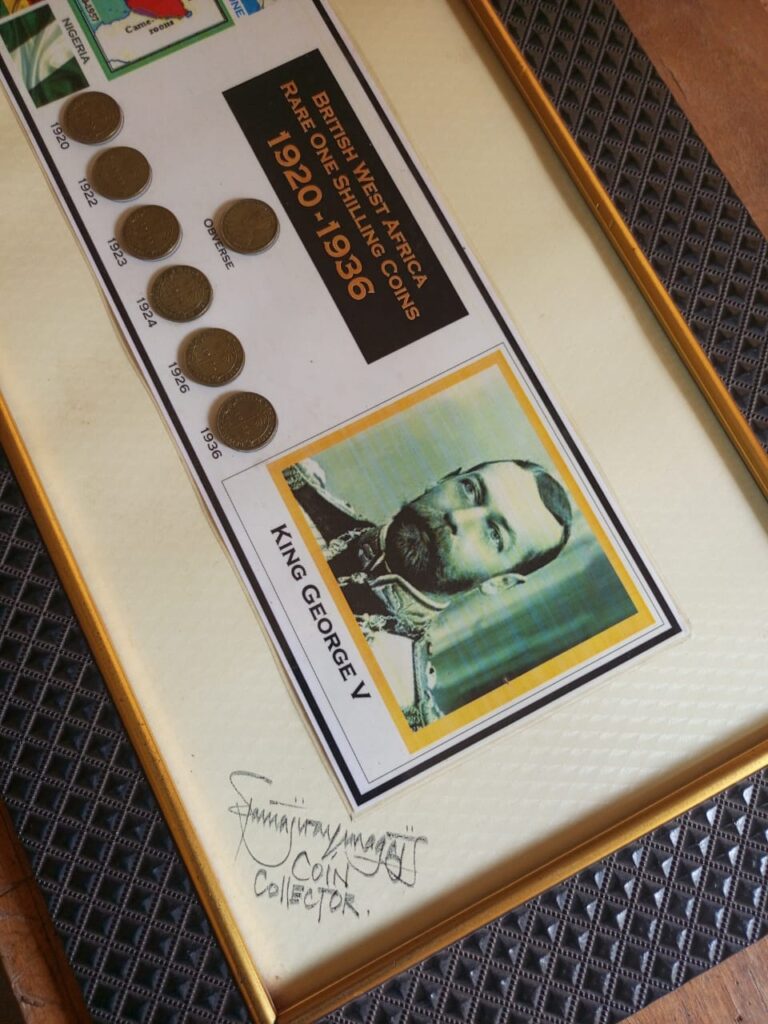 Came-
roons
NIGERIA
1920
1922
1923
1924
1926
1936
OBVERSE
BRITISH WEST AFRICA
RARE ONE SHILLING COINS
1920-1936
KING GEORGE V
COIN
COLLECTOR.